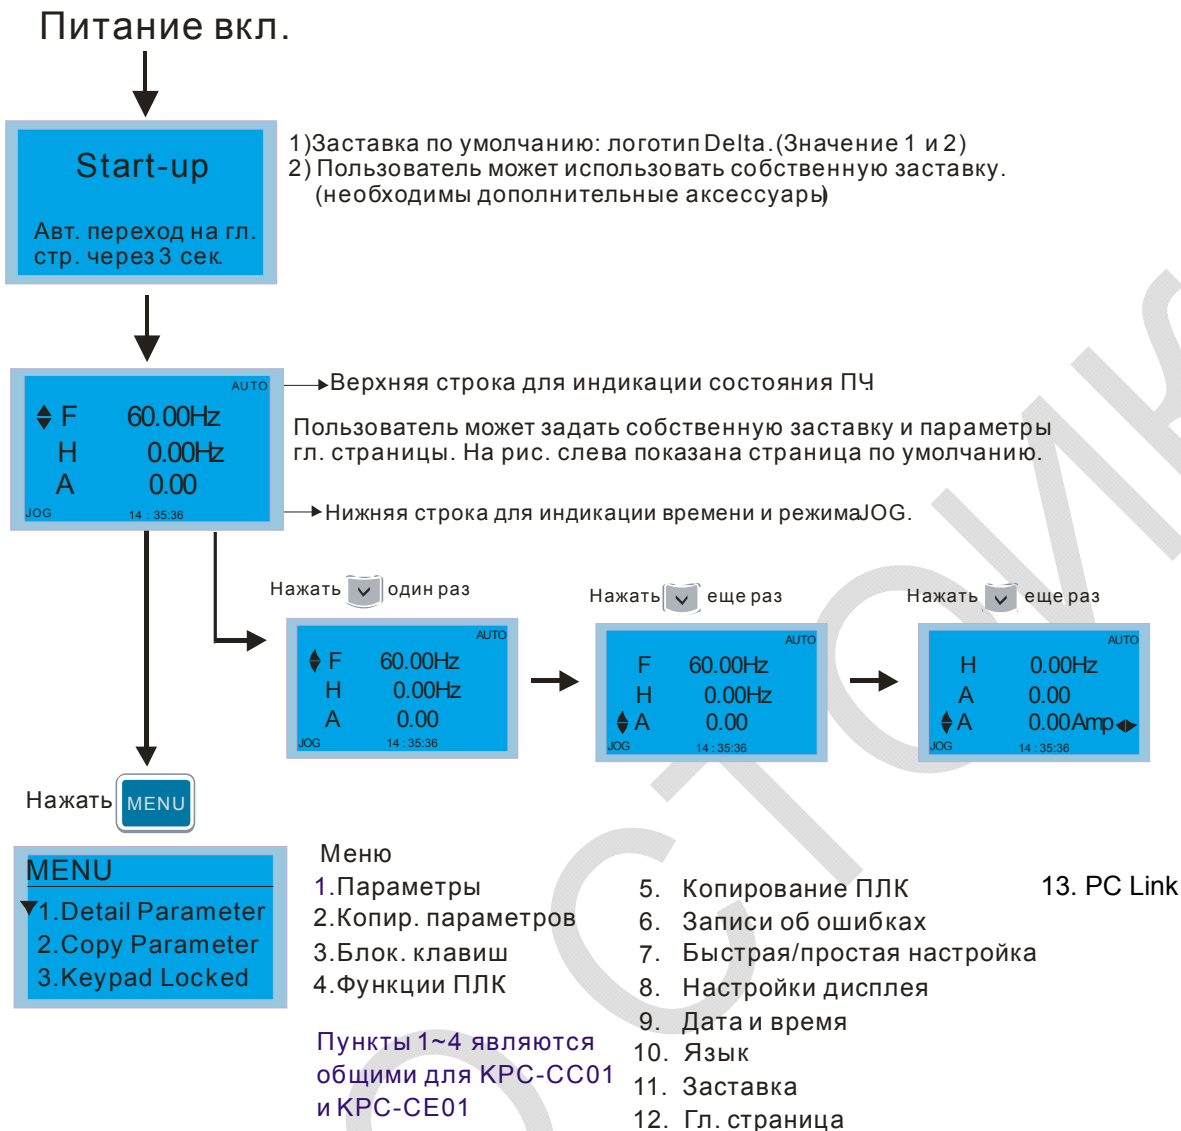 Питание вкл.
Start-up
Авт. переход на гл.
стр. через 3 сек.
1)Заставка по умолчанию: логотип Delta.(Значение 1 и 2)
2) Пользователь может использовать собственную заставку.
(необходимы дополнительные аксессуары)
AUTO
F 60.00Hz
H 0.00Hz
A 0.00
JOG 14 : 35:36
Верхняя строка для индикации состояния ПЧ
Пользователь может задать собственную заставку и параметры
гл. страницы. На рис. слева показана страница по умолчанию.
Нижняя строка для индикации времени и режимаJOG.
Нажать один раз
AUTO
F 60.00Hz
H 0.00Hz
A 0.00
JOG 14 : 35:36
Нажать еще раз
AUTO
F 60.00Hz
H 0.00Hz
A 0.00
JOG 14 : 35:36
Нажать еще раз
AUTO
H 0.00Hz
A 0.00
A 0.00Amp
JOG 14 : 35:36
Нажать MENU
MENU
1.Detail Parameter
2.Copy Parameter
3.Keypad Locked
Меню
1.Параметры
2.Копир. параметров
3.Блок. клавиш
4.Функции ПЛК
Пункты 1~4 являются
общими для KPC-CC01
и KPC-CE01
5. Копирование ПЛК
6. Записи об ошибках
7. Быстрая/простая настройка
8. Настройки дисплея
9. Дата и время
10. Язык
11. Заставка
12. Гл. страница
13. PC Link
СТОИК